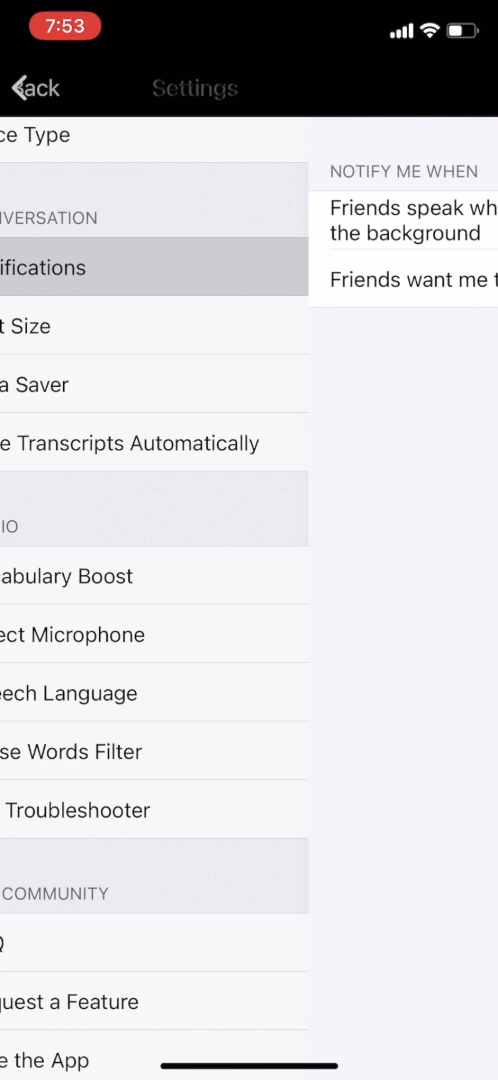 7:53
Back
Settings
ce Type
NVERSATION
ifications
t Size
a Saver
e Transcripts Automatically
IO
abulary Boost
ect Microphone
eech Language
se Words Filter
Troubleshooter
COMMUNITY
Q
quest a Feature
e the App
NOTIFY ME WHEN
Friends speak wh
the background
Friends want me t